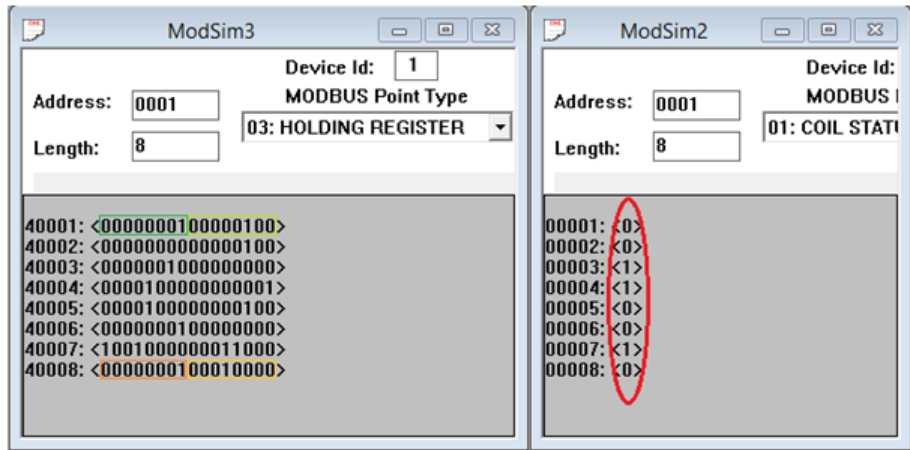 ModSim3
Device Id: 1
Address: 0001
MODBUS Point Type
03: HOLDING REGISTER
Length: 8
40001: <0000000100000100>
40002: <0000000000000100>
40003: <0000001000000000>
40004: <0000100000000001>
40005: <0000100000000100>
40006: <0000000100000000>
40007: <1001000000011000>
40008: <0000000100010000>
ModSim2
Device Id:
Address: 0001
MODBUS
01: COIL STATU
Length: 8
00001: <0>
00002: <0>
00003: <1>
00004: <1>
00005: <0>
00006: <0>
00007: <1>
00008: <0>